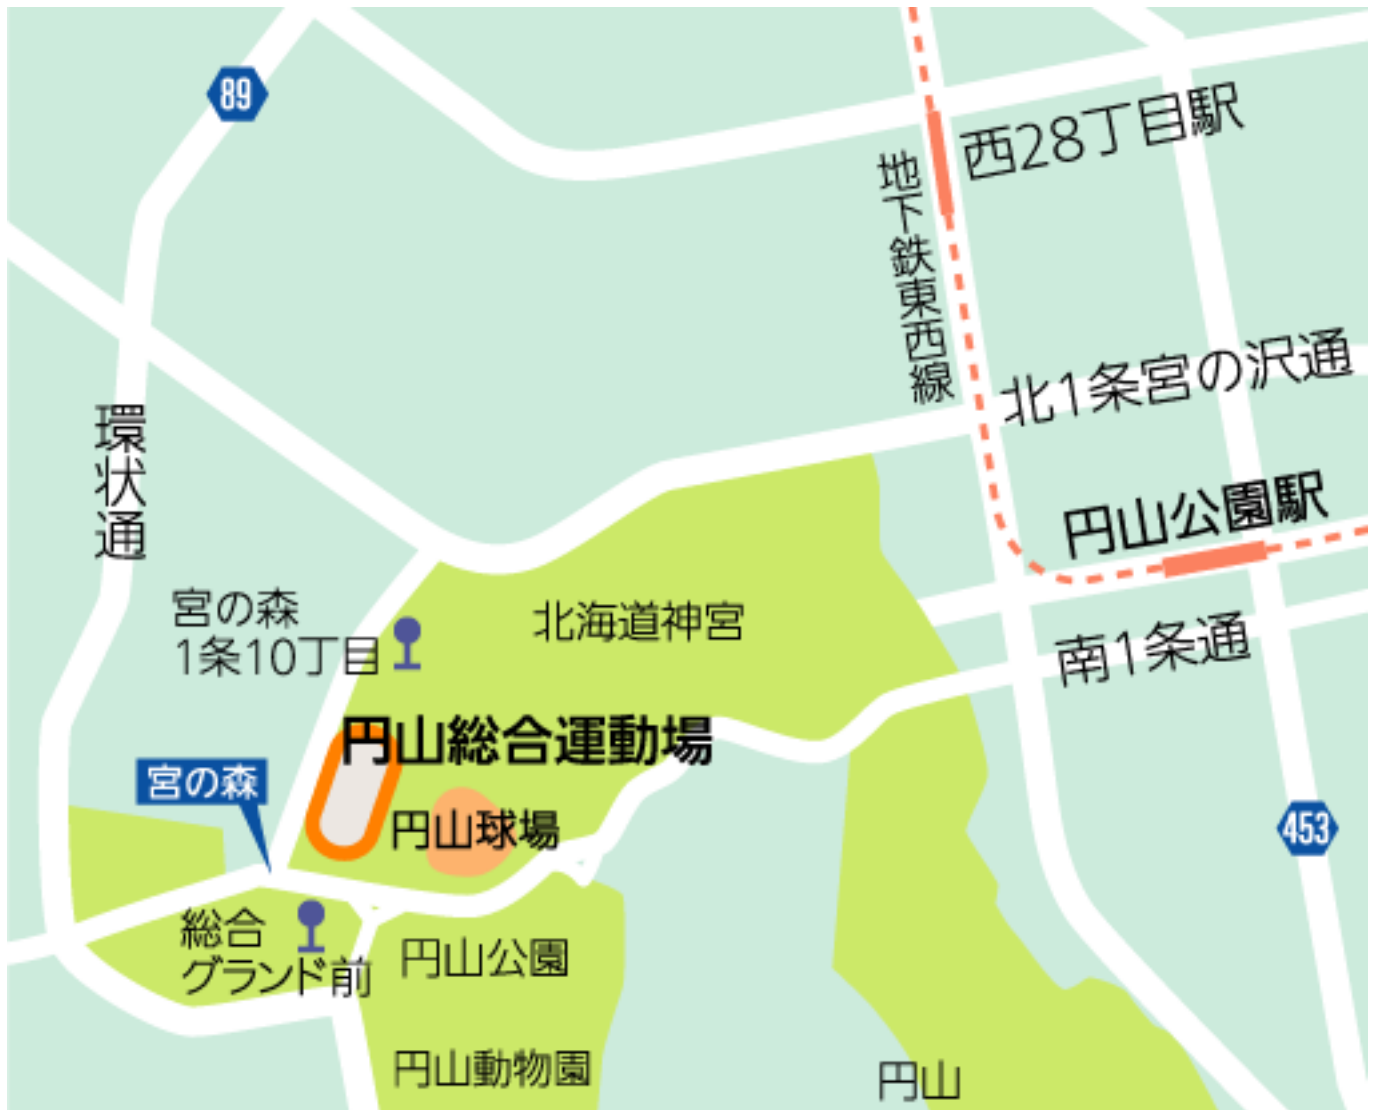 89
西28丁目駅
地下鉄東西線
北1条宮の沢通
環状通
円山公園駅
宮の森
1条10丁目
北海道神宮
南1条通
円山総合運動場
宮の森
円山球場
453
総合
グランド前
円山公園
円山動物園
円山